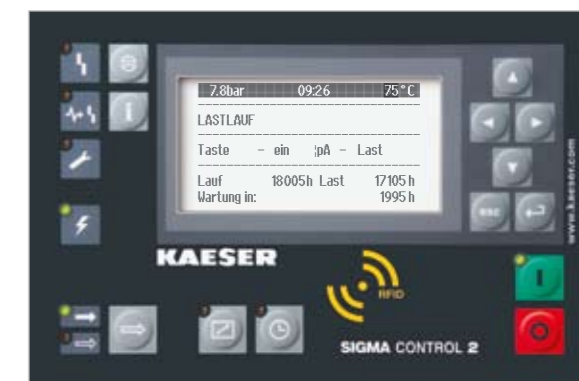 7.8bar 09:26 75°C
LASTLAUF
Taste - ein ¦pA - Last
Lauf 18005h Last 17105h
Wartung in: 1995h
esc
KAESER
RFID
I
O
SIGMA CONTROL 2
www.kaeser.com